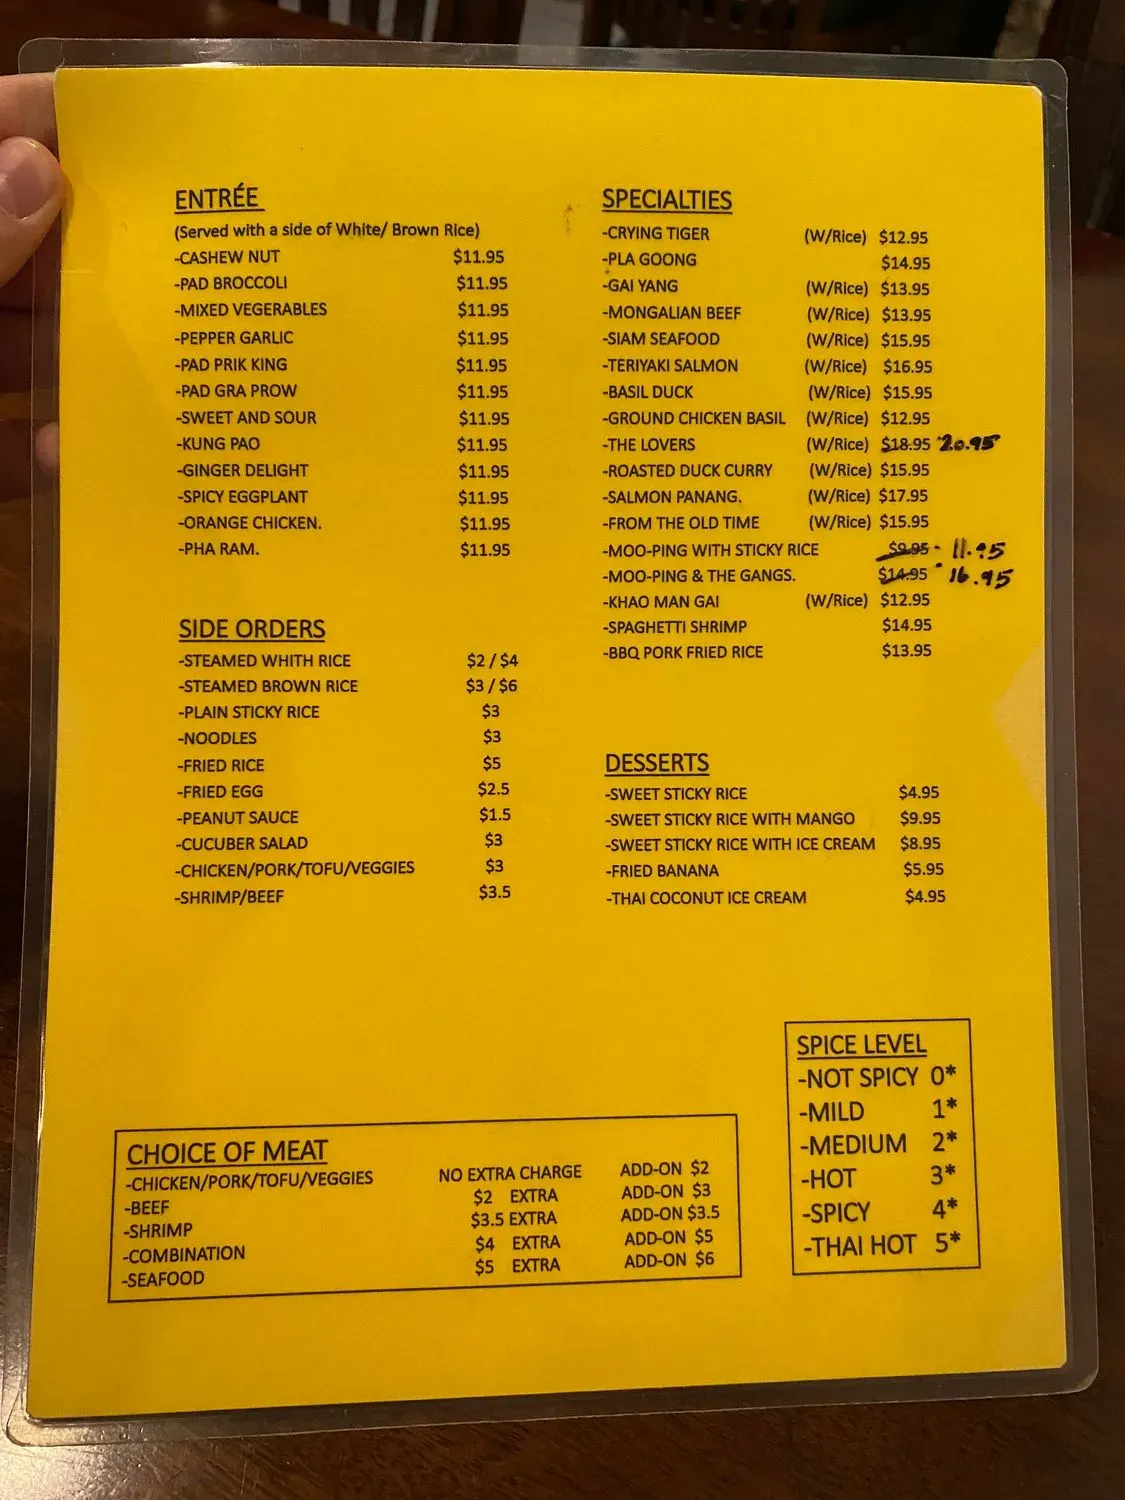 ENTRÉE
(Served with a side of White/ Brown Rice)
-CASHEW NUT $11.95
-PAD BROCCOLI $11.95
-MIXED VEGERABLES $11.95
-PEPPER GARLIC $11.95
-PAD PRIK KING $11.95
-PAD GRA PROW $11.95
-SWEET AND SOUR $11.95
-KUNG PAO $11.95
-GINGER DELIGHT $11.95
-SPICY EGGPLANT $11.95
-ORANGE CHICKEN. $11.95
-PHA RAM. $11.95
SIDE ORDERS
-STEAMED WHITH RICE $2 / $4
-STEAMED BROWN RICE $3 / $6
-PLAIN STICKY RICE $3
-NOODLES $3
-FRIED RICE $5
-FRIED EGG $2.5
-PEANUT SAUCE $1.5
-CUCUBER SALAD $3
-CHICKEN/PORK/TOFU/VEGGIES $3
-SHRIMP/BEEF $3.5
SPECIALTIES
-CRYING TIGER (W/Rice) $12.95
-PLA GOONG $14.95
-GAI YANG (W/Rice) $13.95
-MONGALIAN BEEF (W/Rice) $13.95
-SIAM SEAFOOD (W/Rice) $15.95
-TERIYAKI SALMON (W/Rice) $16.95
-BASIL DUCK (W/Rice) $15.95
-GROUND CHICKEN BASIL (W/Rice) $12.95
-THE LOVERS (W/Rice) $18.95 20.95
-ROASTED DUCK CURRY (W/Rice) $15.95
-SALMON PANANG. (W/Rice) $17.95
-FROM THE OLD TIME (W/Rice) $15.95
-MOO-PING WITH STICKY RICE $9.95 11.95
-MOO-PING & THE GANGS. $14.95 16.95
-KHAO MAN GAI (W/Rice) $12.95
-SPAGHETTI SHRIMP $14.95
-BBQ PORK FRIED RICE $13.95
DESSERTS
-SWEET STICKY RICE $4.95
-SWEET STICKY RICE WITH MANGO $9.95
-SWEET STICKY RICE WITH ICE CREAM $8.95
-FRIED BANANA $5.95
-THAI COCONUT ICE CREAM $4.95
CHOICE OF MEAT
-CHICKEN/PORK/TOFU/VEGGIES NO EXTRA CHARGE ADD-ON $2
-BEEF $2 EXTRA ADD-ON $3
-SHRIMP $3.5 EXTRA ADD-ON $3.5
-COMBINATION $4 EXTRA ADD-ON $5
-SEAFOOD $5 EXTRA ADD-ON $6
SPICE LEVEL
-NOT SPICY 0*
-MILD 1*
-MEDIUM 2*
-HOT 3*
-SPICY 4*
-THAI HOT 5*